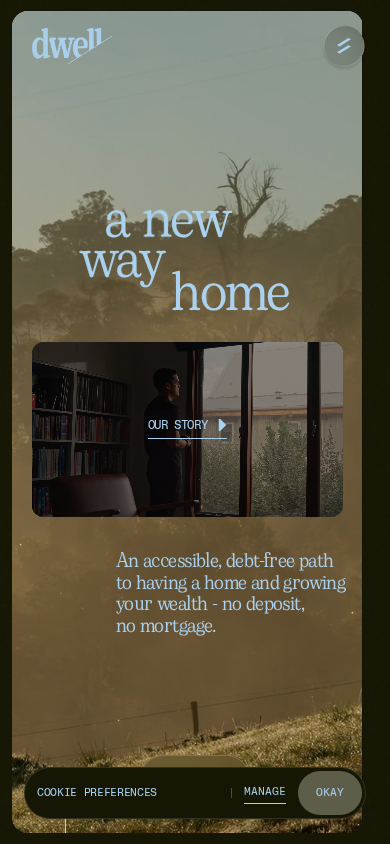 dwell
a new
way
home
OUR STORY
An accessible, debt-free path
to having a home and growing
your wealth - no deposit,
no mortgage.
COOKIE PREFERENCES
MANAGE
OKAY